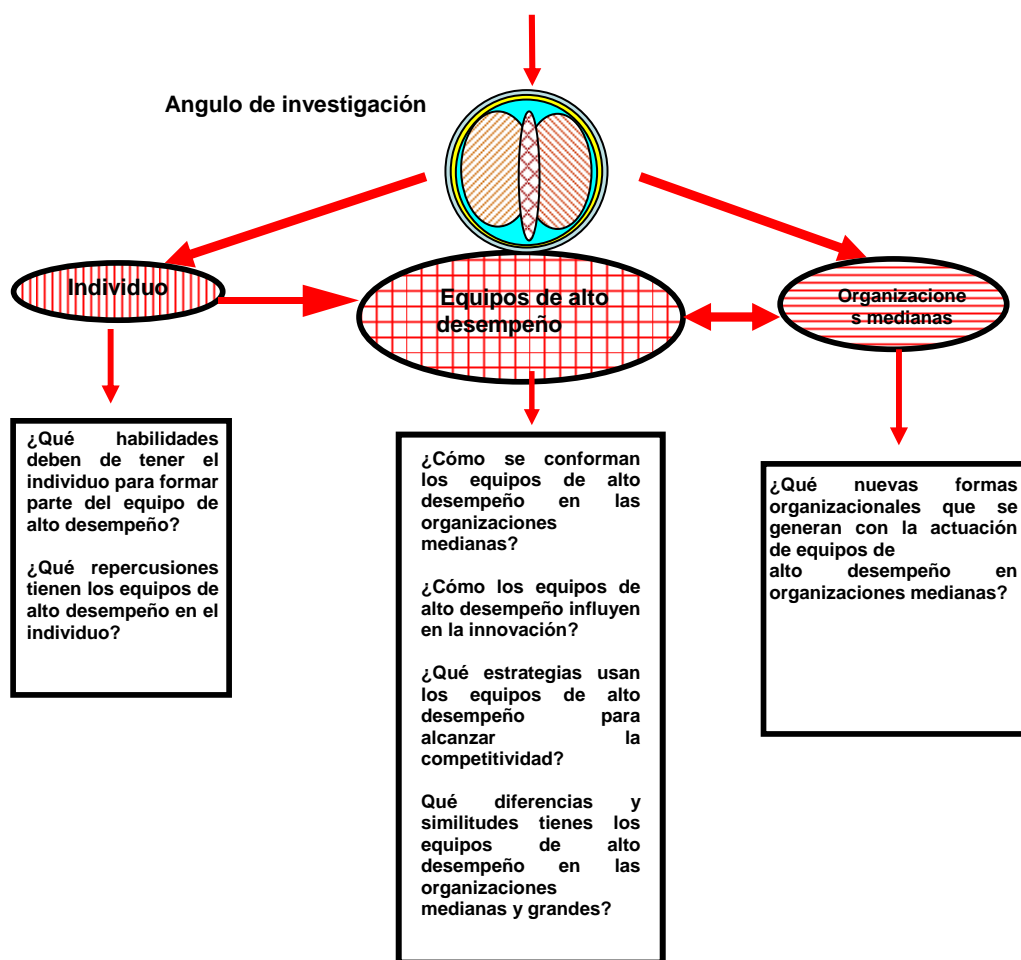 Angulo de investigación
Individuo
Equipos de alto
desempeño
Organizacione
s medianas
¿Qué habilidades
deben de tener el
individuo para formar
parte del equipo de
alto desempeño?
¿Qué repercusiones
tienen los equipos de
alto desempeño en el
individuo?
¿Cómo se conforman
los equipos de alto
desempeño en las
organizaciones
medianas?
¿Cómo los equipos de
alto desempeño influyen
en la innovación?
¿Qué estrategias usan
los equipos de alto
desempeño para
alcanzar la
competitividad?
Qué diferencias y
similitudes tienes los
equipos de alto
desempeño en las
organizaciones
medianas y grandes?
¿Qué nuevas formas
organizacionales que se
generan con la actuación
de equipos de
alto desempeño en
organizaciones medianas?